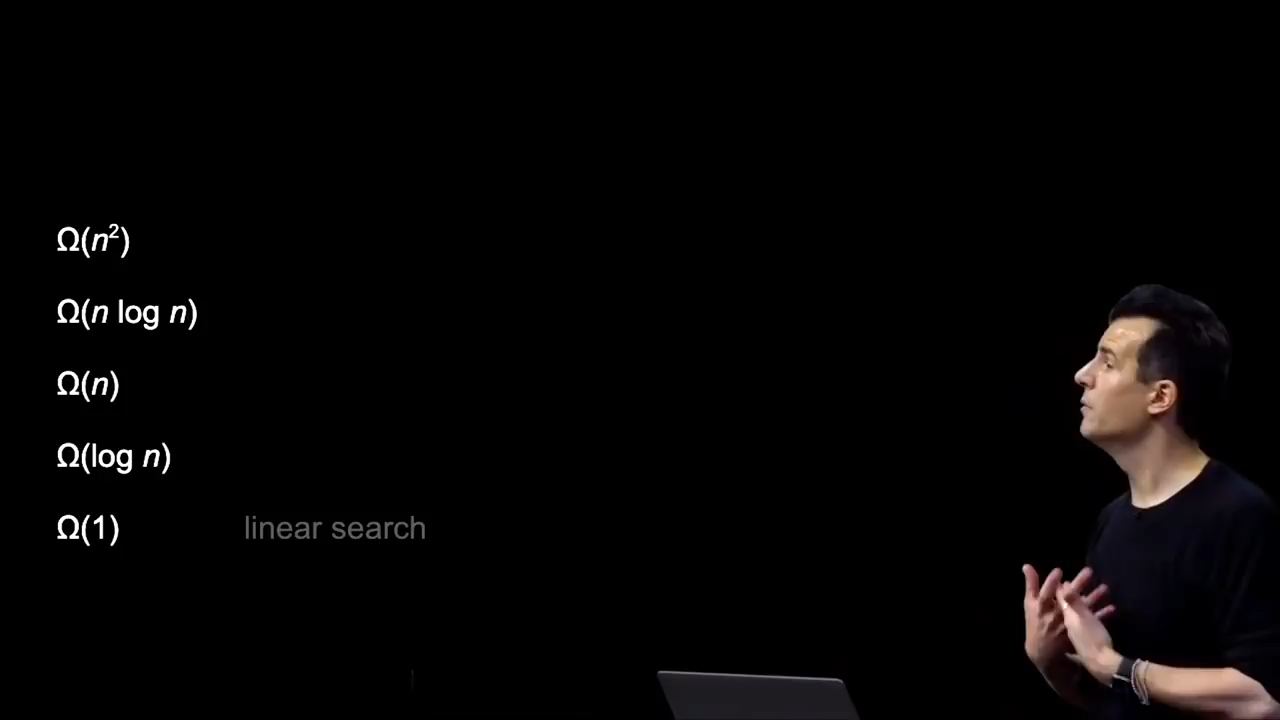 Ω(n²)
Ω(n log n)
Ω(n)
Ω(log n)
Ω(1) linear search